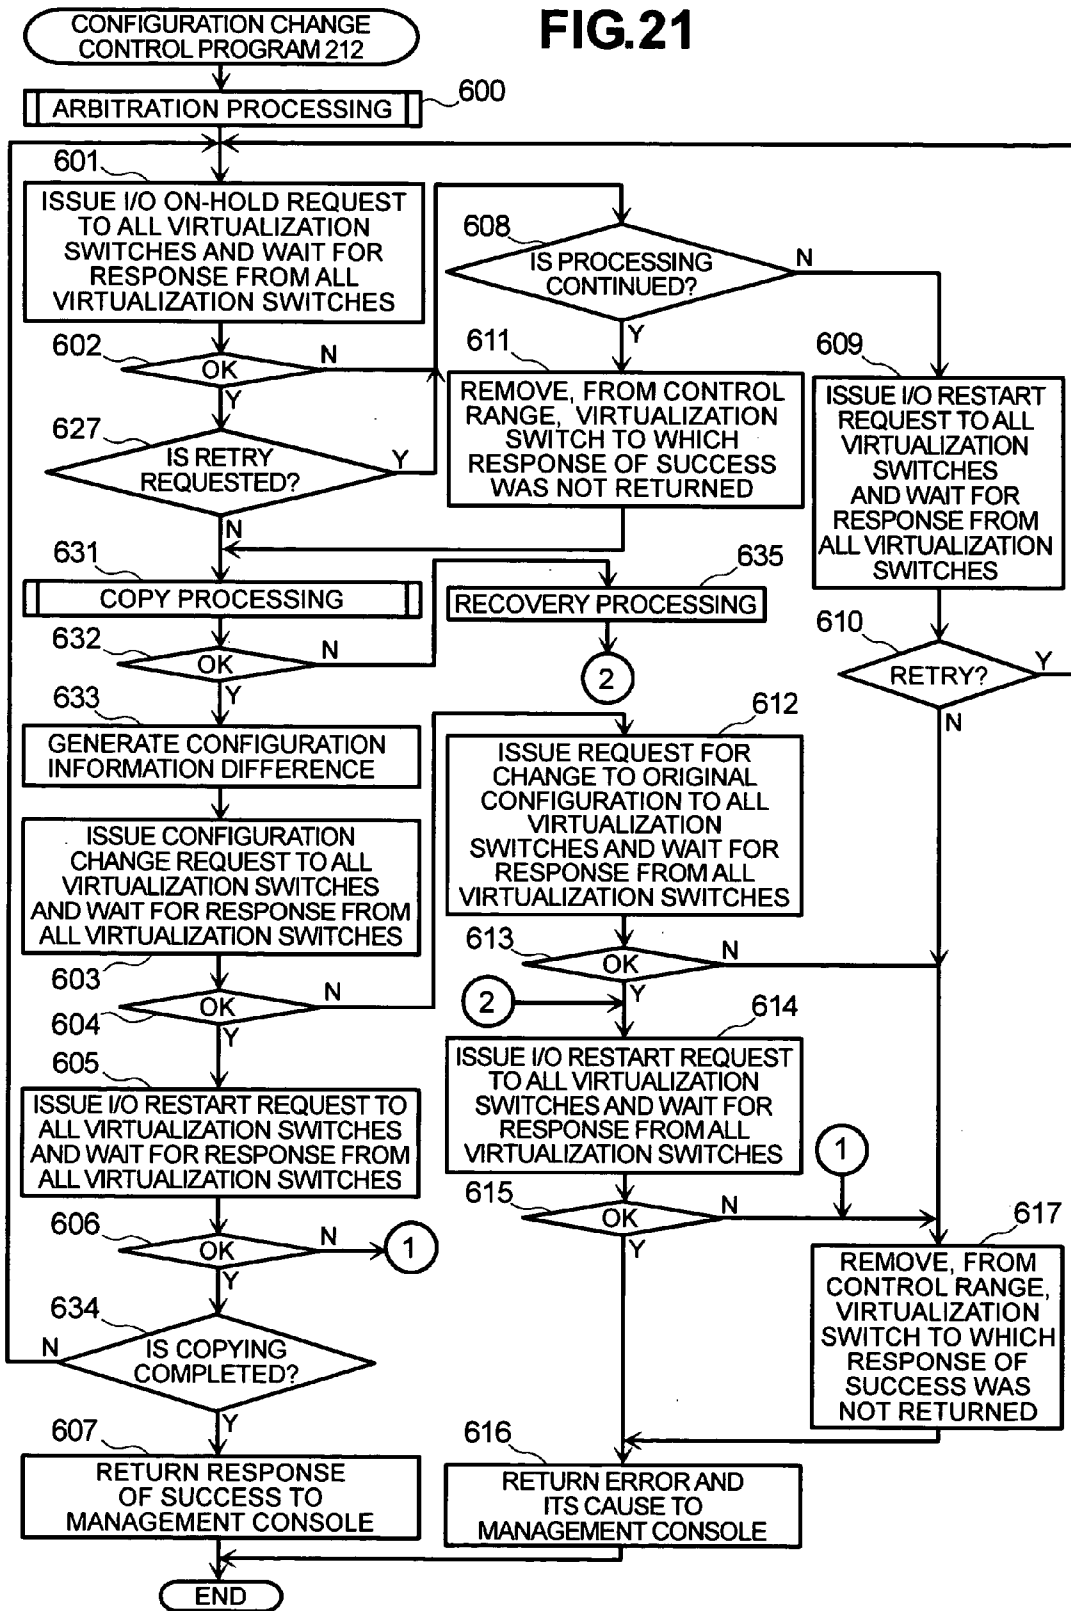 FIG.21
CONFIGURATION CHANGE
CONTROL PROGRAM 212
ARBITRATION PROCESSING
600
601
ISSUE I/O ON-HOLD REQUEST
TO ALL VIRTUALIZATION
SWITCHES AND WAIT FOR
RESPONSE FROM ALL
VIRTUALIZATION SWITCHES
602
OK
N
Y
627
IS RETRY
REQUESTED?
Y
N
608
IS PROCESSING
CONTINUED?
N
Y
611
REMOVE, FROM CONTROL
RANGE, VIRTUALIZATION
SWITCH TO WHICH
RESPONSE OF SUCCESS
WAS NOT RETURNED
609
ISSUE I/O RESTART
REQUEST TO ALL
VIRTUALIZATION
SWITCHES
AND WAIT FOR
RESPONSE FROM
ALL VIRTUALIZATION
SWITCHES
610
RETRY?
Y
N
631
COPY PROCESSING
632
OK
N
Y
635
RECOVERY PROCESSING
2
633
GENERATE CONFIGURATION
INFORMATION DIFFERENCE
ISSUE CONFIGURATION
CHANGE REQUEST TO ALL
VIRTUALIZATION SWITCHES
AND WAIT FOR RESPONSE FROM
ALL VIRTUALIZATION SWITCHES
603
604
OK
N
Y
612
ISSUE REQUEST FOR
CHANGE TO ORIGINAL
CONFIGURATION TO ALL
VIRTUALIZATION
SWITCHES AND WAIT FOR
RESPONSE FROM ALL
VIRTUALIZATION SWITCHES
613
OK
N
Y
2
614
ISSUE I/O RESTART REQUEST
TO ALL VIRTUALIZATION
SWITCHES AND WAIT FOR
RESPONSE FROM ALL
VIRTUALIZATION SWITCHES
615
OK
N
Y
1
605
ISSUE I/O RESTART REQUEST TO
ALL VIRTUALIZATION SWITCHES
AND WAIT FOR RESPONSE FROM
ALL VIRTUALIZATION SWITCHES
606
OK
N
1
Y
634
IS COPYING
COMPLETED?
N
Y
617
REMOVE, FROM
CONTROL RANGE,
VIRTUALIZATION
SWITCH TO WHICH
RESPONSE OF
SUCCESS WAS
NOT RETURNED
607
RETURN RESPONSE
OF SUCCESS TO
MANAGEMENT CONSOLE
616
RETURN ERROR AND
ITS CAUSE TO
MANAGEMENT CONSOLE
END